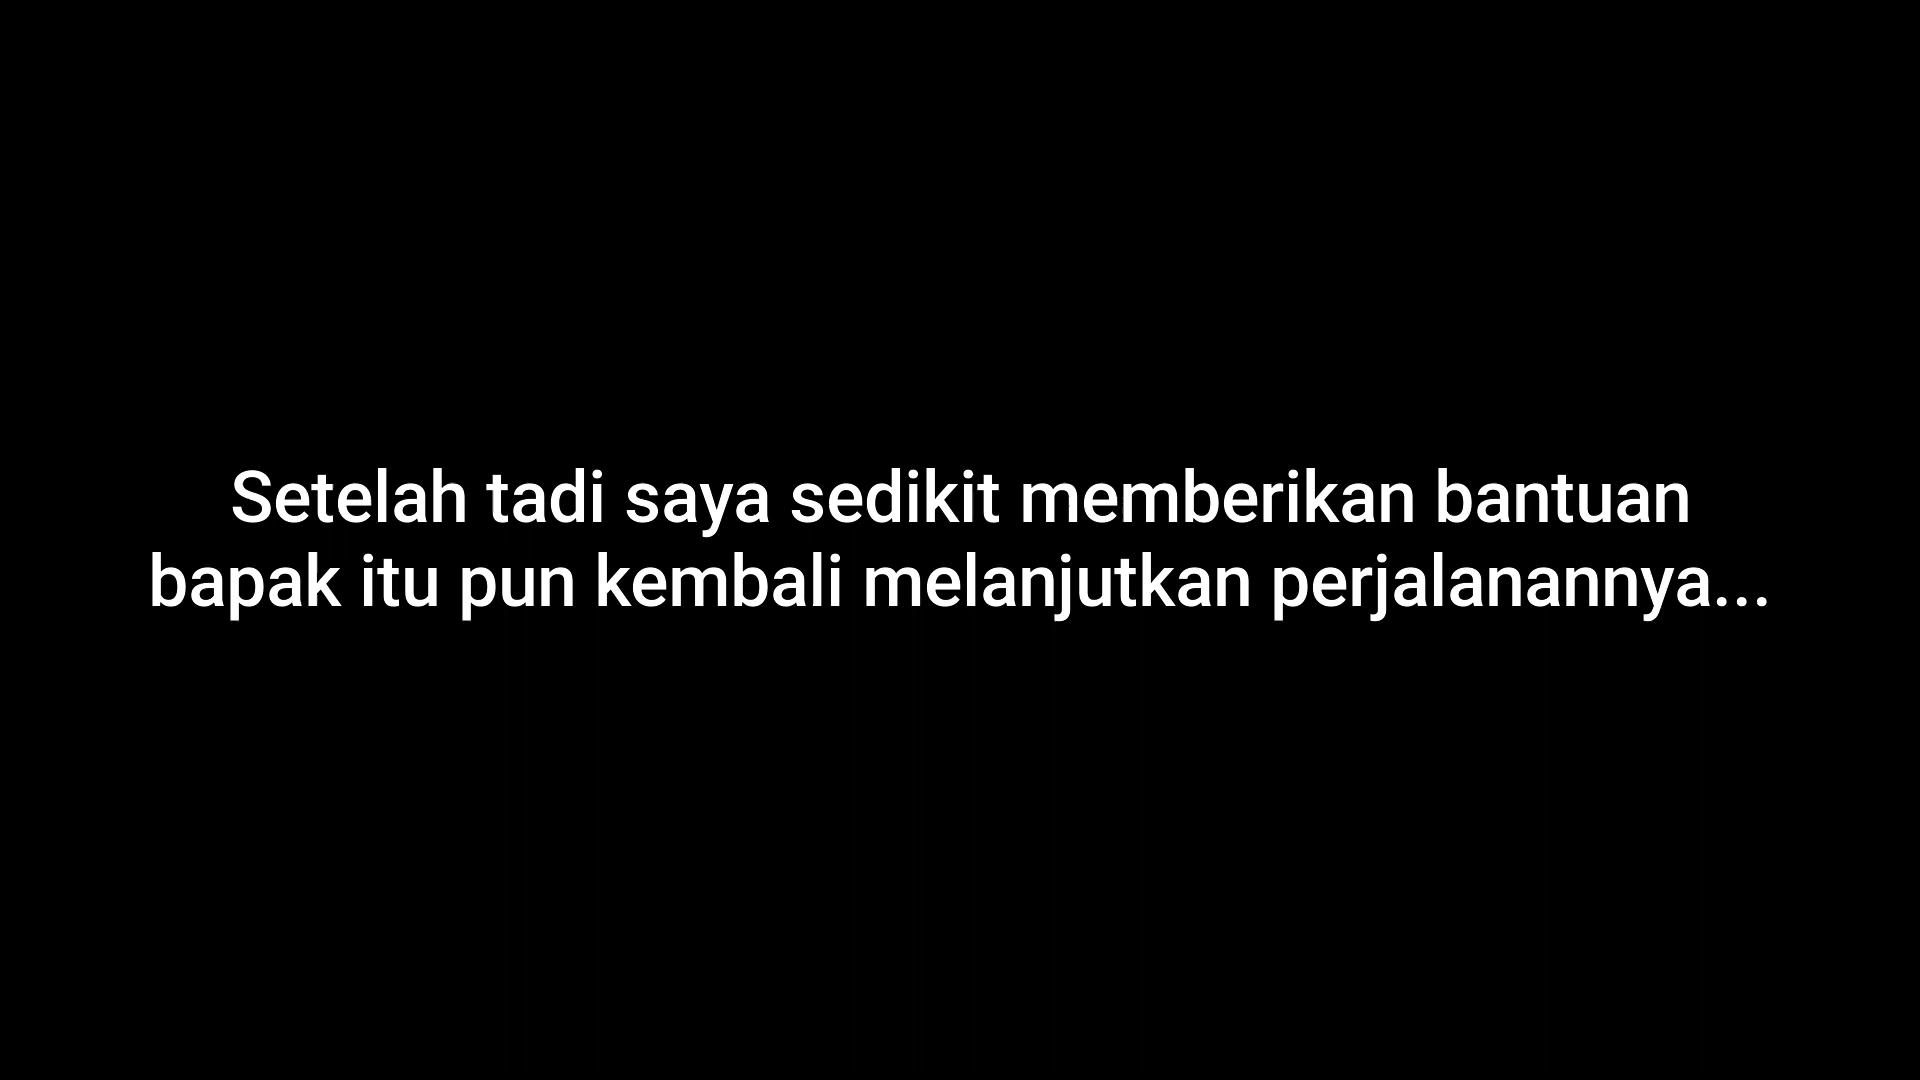 Setelah tadi saya sedikit memberikan bantuan
bapak itu pun kembali melanjutkan perjalanannya...